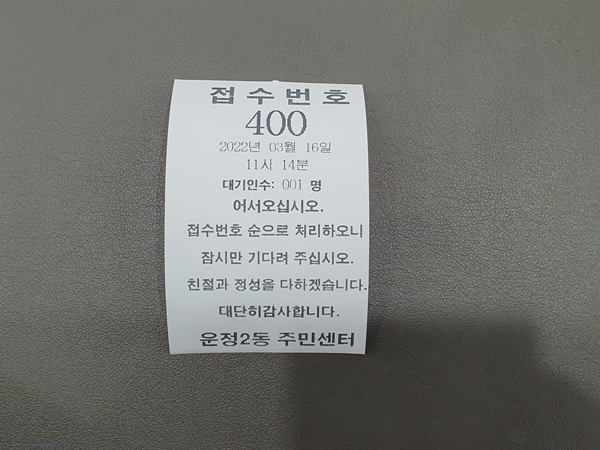 접수번호
400
2022년 03월 16일
11시 14분
대기인수: 001 명
어서오십시오.
접수번호 순으로 처리하오니
잠시만 기다려 주십시오.
친절과 정성을 다하겠습니다.
대단히감사합니다.
운정2동 주민센터